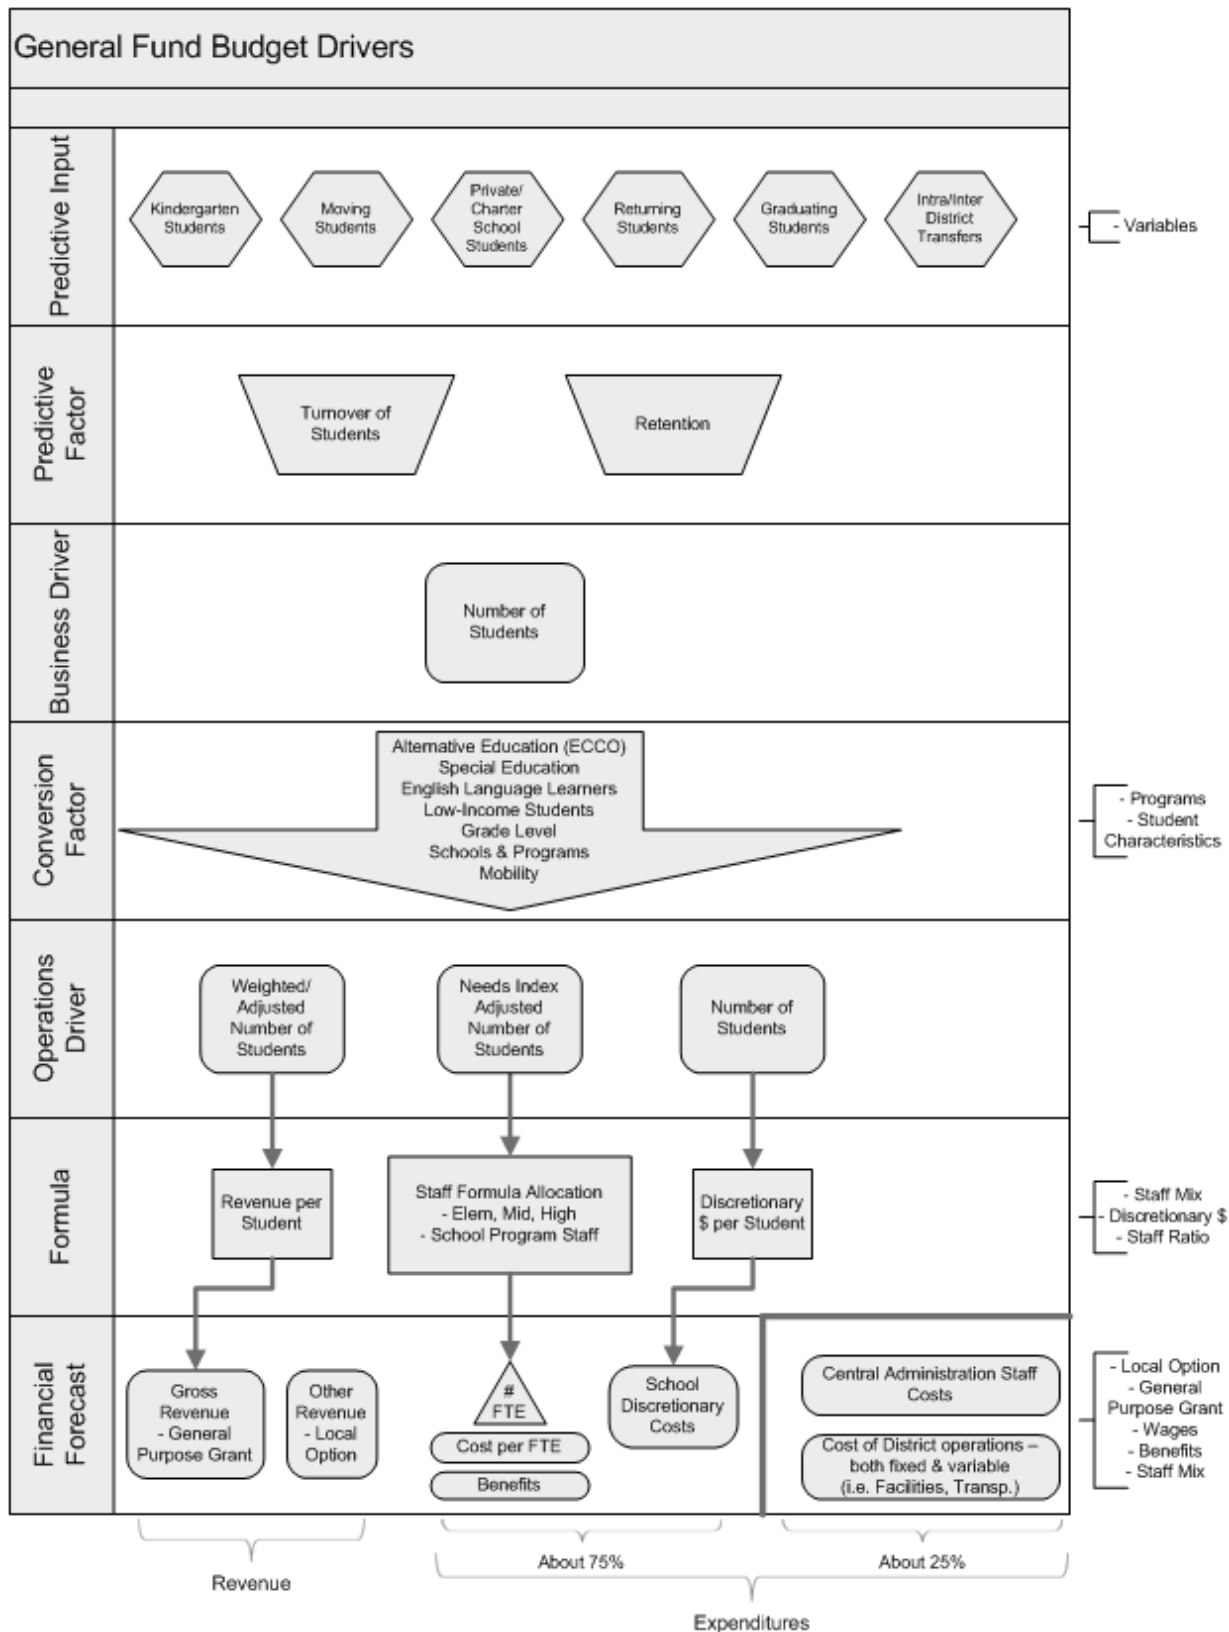 General Fund Budget Drivers
Predictive Input
Kindergarten
Students
Moving
Students
Private/
Charter
School
Students
Returning
Students
Graduating
Students
Intra/Inter
District
Transfers
- Variables
Predictive
Factor
Turnover of
Students
Retention
Business Driver
Number of
Students
Conversion
Factor
Alternative Education (ECCO)
Special Education
English Language Learners
Low-Income Students
Grade Level
Schools & Programs
Mobility
- Programs
- Student
Characteristics
Operations
Driver
Weighted/
Adjusted
Number of
Students
Needs Index
Adjusted
Number of
Students
Number of
Students
Formula
Revenue per
Student
Staff Formula Allocation
- Elem, Mid, High
- School Program Staff
Discretionary
$ per Student
- Staff Mix
- Discretionary $
- Staff Ratio
Financial
Forecast
Gross
Revenue
- General
Purpose Grant
Other
Revenue
- Local
Option
#
FTE
Cost per FTE
Benefits
School
Discretionary
Costs
Central Administration Staff
Costs
Cost of District operations –
both fixed & variable
(i.e. Facilities, Transp.)
- Local Option
- General
Purpose Grant
- Wages
- Benefits
- Staff Mix
Revenue
About 75%
About 25%
Expenditures